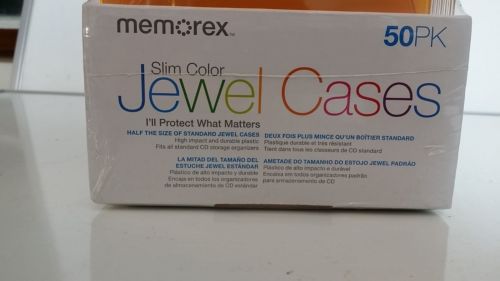 memorex™ 50PK
Slim Color
Jewel Cases
I'll Protect What Matters
HALF THE SIZE OF STANDARD JEWEL CASES
High impact and durable plastic
Fits all standard CD storage organizers
DEUX FOIS PLUS MINCE QU'UN BOÎTIER STANDARD
Plastique durable et très résistant
Tient dans tous les classeurs de CD standard
LA MITAD DEL TAMAÑO DEL
ESTUCHE JEWEL ESTÁNDAR
Plástico de alto impacto y durable
Encaja en todos los organizadores
de almacenamiento de CD estándar
AMETADE DO TAMANHO DO ESTOJO JEWEL PADRÃO
Plástico de alto impacto e durável
Encaixa em todos organizadores padrão
para armazenamento de CD